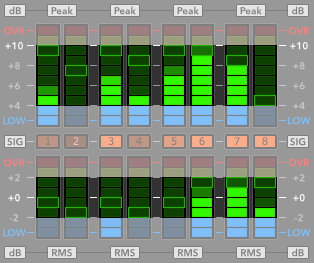 dB Peak Peak Peak Peak dB
OVR OVR
+10 +10
+8 +8
+6 +6
+4 +4
LOW LOW
SIG 1 2 3 4 5 6 7 8 SIG
OVR OVR
+2 +2
+0 +0
-2 -2
LOW LOW
dB RMS RMS RMS RMS dB